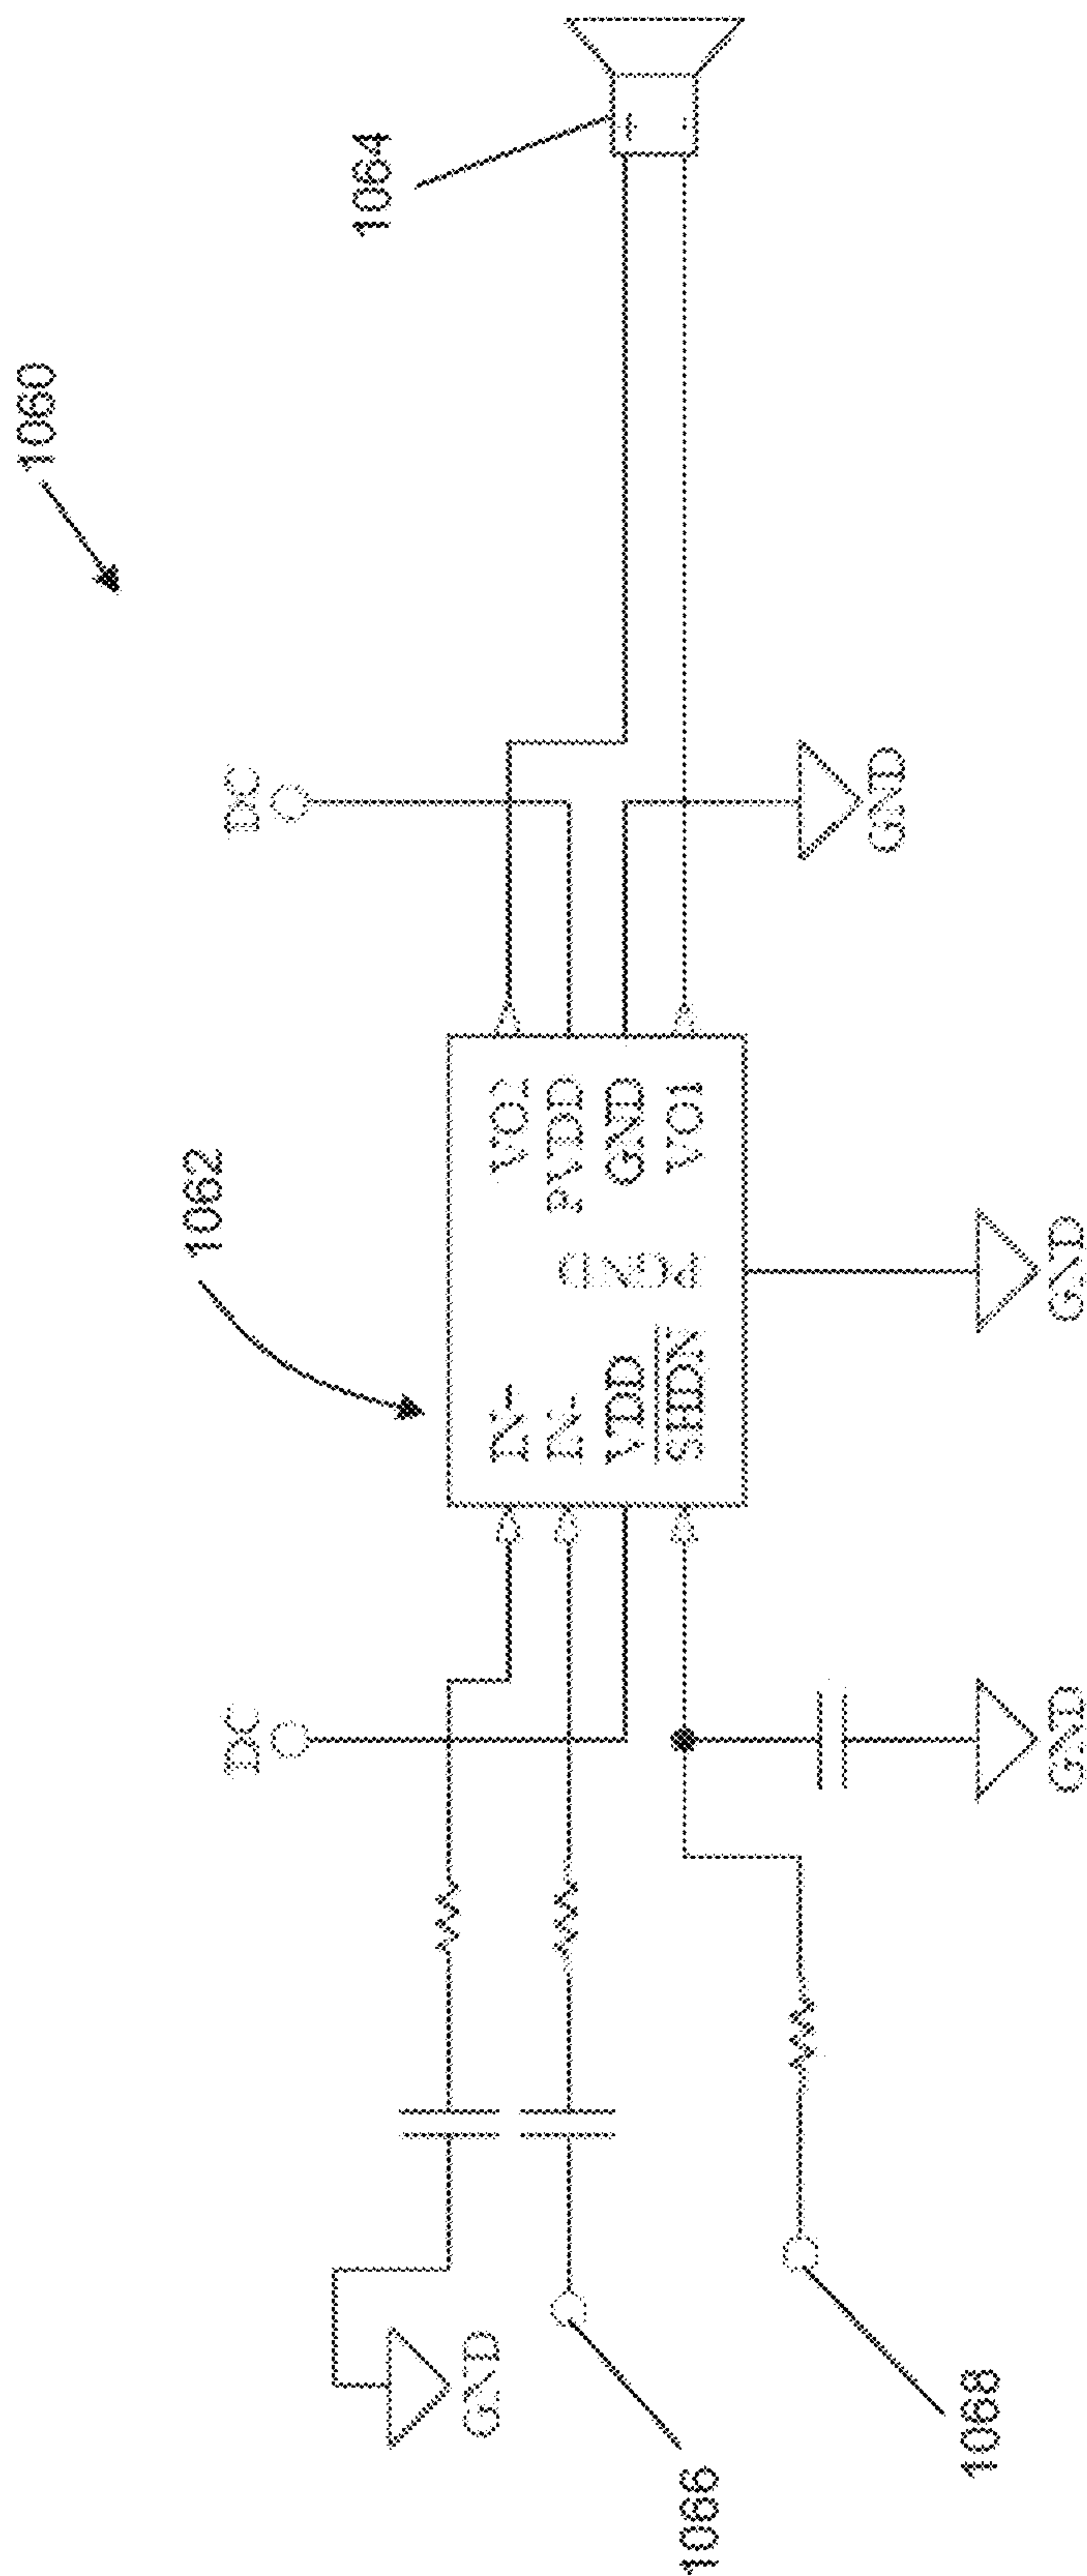 1060
1064
DC
DC
1062
IN-
VO2
IN-
PVDD
VDD
GND
SHDN
VO1
PGND
GND
GND
GND
GND
1066
1068